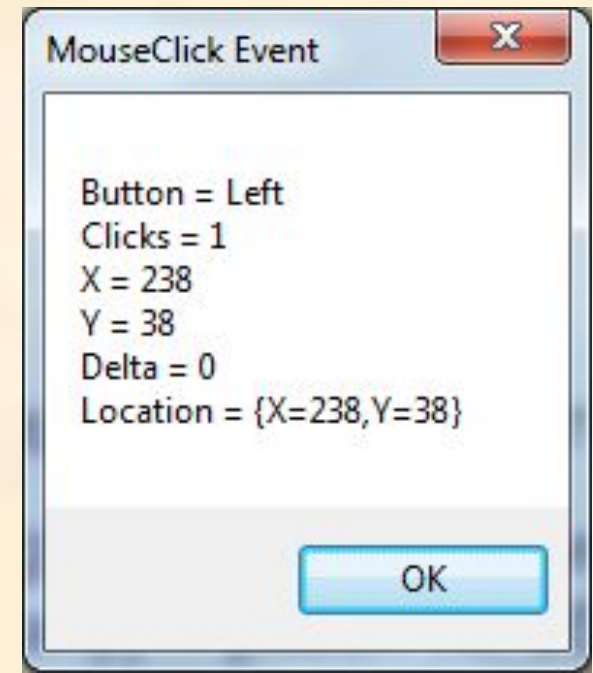 MouseClick Event
Button = Left
Clicks = 1
X = 238
Y = 38
Delta = 0
Location = {X=238,Y=38}
OK